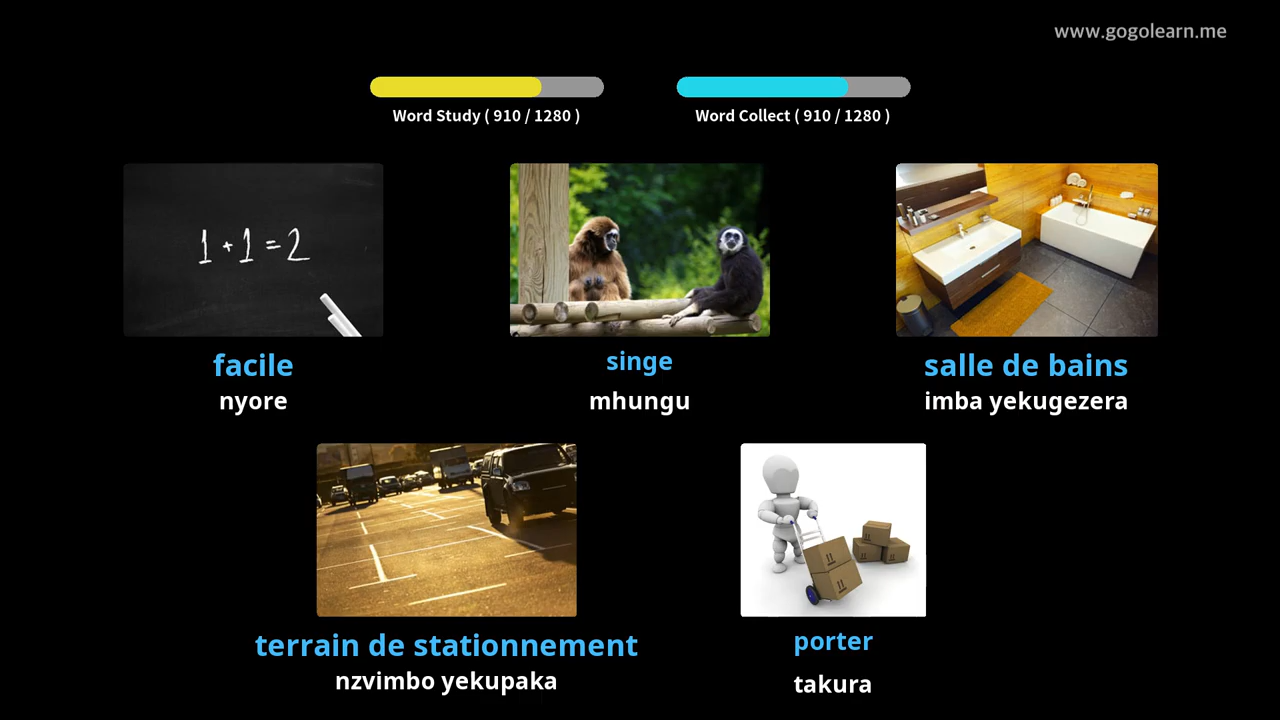 www.gogolearn.me
Word Study ( 910 / 1280 )
Word Collect ( 910 / 1280 )
1 + 1 = 2
facile
nyore
singe
mhungu
salle de bains
imba yekugezera
terrain de stationnement
nzvimbo yekupaka
porter
takura